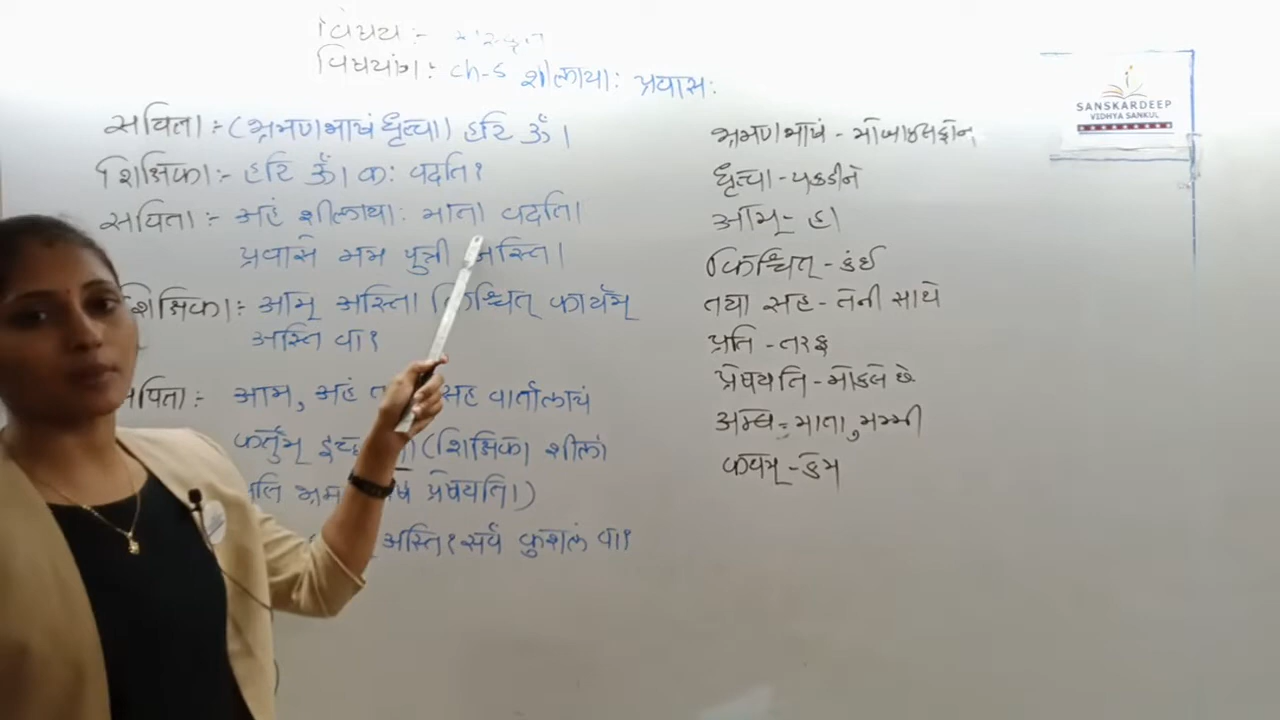 विषय :- संस्कृत
विषयांग : ch-5 शीलायाः प्रवासः
सविता :- (भ्रमणभाषं धृत्वा) हरि ॐ।
शिक्षिका :- हरि ॐ। कः वदति?
सविता :- अहं शीलायाः माता वदति।
प्रवासे मम पुत्री अस्ति।
शिक्षिका :- आम् अस्ति। किञ्चित् कार्यम्
अस्ति वा?
सविता :- आम, अहं सह वार्तालापं
कर्तुम् (शिक्षिका शीलां
प्रेषयति।)
अस्ति? सर्वं कुशलं वा?
भ्रमणभाषं - મોબાઇલફોન
धृत्वा - પકડીને
आम् - હા
किञ्चित् - કંઈ
तया सह - તેની સાથે
प्रति - તરફ
प्रेषयति - મોકલે છે
अम्ब - માતા, મમ્મી
कथम् - કેમ
SANSKARDEEP
VIDHYA SANKUL